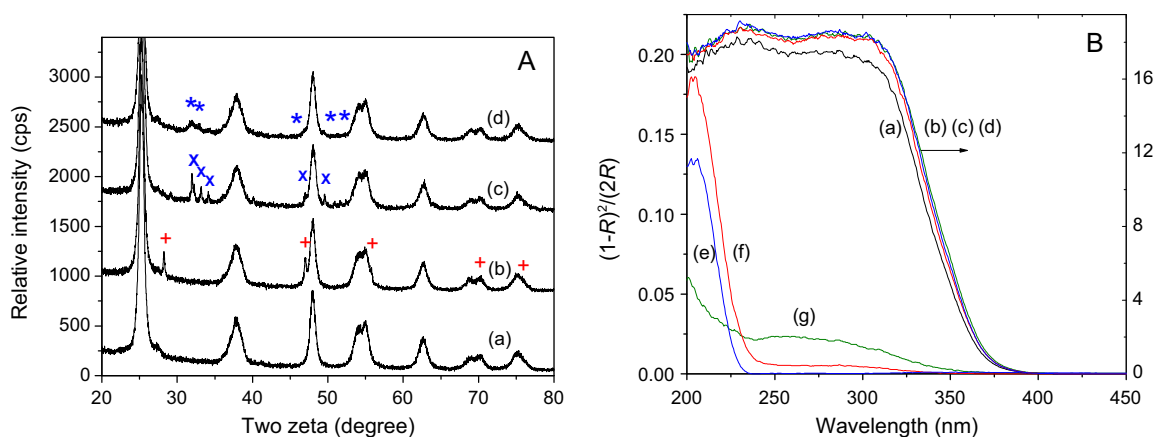 A
Relative intensity (cps)
3000
2500
2000
1500
1000
500
0
* * * * *
(d)
x x x x x
(c)
+ + + + +
(b)
(a)
20 30 40 50 60 70 80
Two zeta (degree)
B
(1-R)²/(2R)
0.20
0.15
0.10
0.05
0.00
16
12
8
4
0
(a) (b) (c) (d)
(e) (f)
(g)
200 250 300 350 400 450
Wavelength (nm)